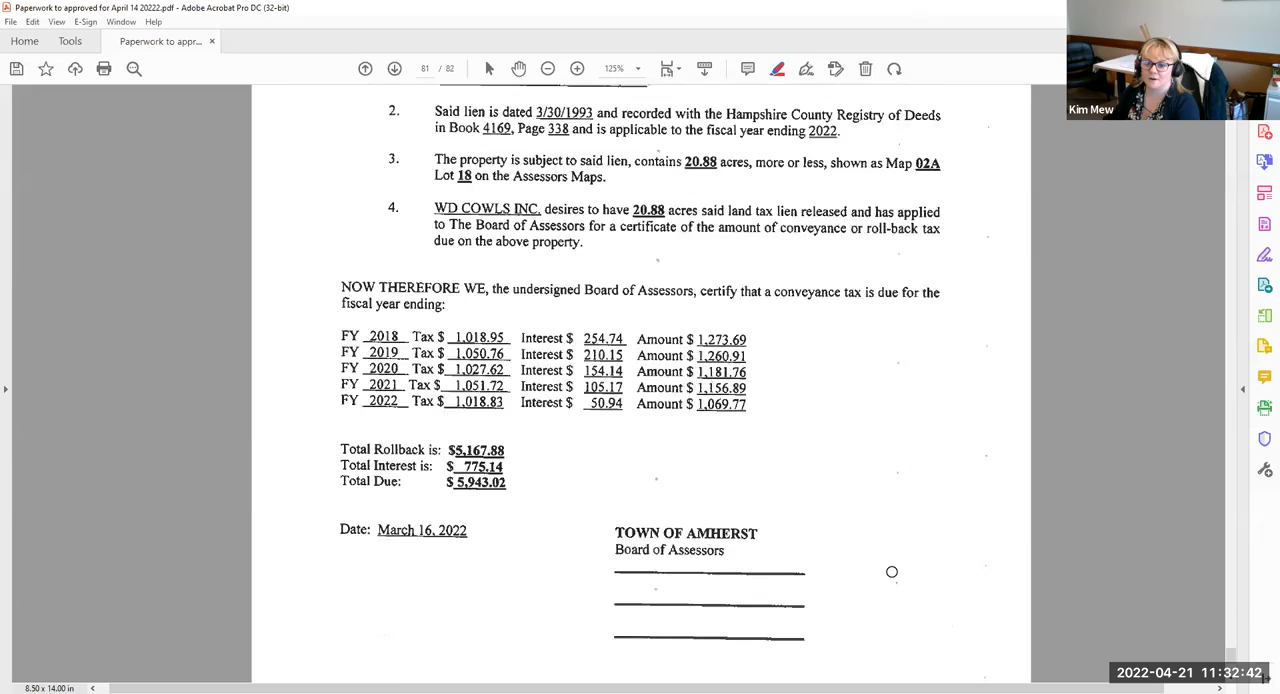 Paperwork to approved for April 14 20222.pdf - Adobe Acrobat Pro DC (32-bit)
File Edit View E-Sign Window Help
Home Tools Paperwork to appr... ×
81 / 82 125%
Kim Mew
2. Said lien is dated 3/30/1993 and recorded with the Hampshire County Registry of Deeds
in Book 4169, Page 338 and is applicable to the fiscal year ending 2022.
3. The property is subject to said lien, contains 20.88 acres, more or less, shown as Map 02A
Lot 18 on the Assessors Maps.
4. WD COWLS INC. desires to have 20.88 acres said land tax lien released and has applied
to The Board of Assessors for a certificate of the amount of conveyance or roll-back tax
due on the above property.
NOW THEREFORE WE, the undersigned Board of Assessors, certify that a conveyance tax is due for the
fiscal year ending:
FY 2018 Tax $ 1,018.95 Interest $ 254.74 Amount $ 1,273.69
FY 2019 Tax $ 1,050.76 Interest $ 210.15 Amount $ 1,260.91
FY 2020 Tax $ 1,027.62 Interest $ 154.14 Amount $ 1,181.76
FY 2021 Tax $ 1,051.72 Interest $ 105.17 Amount $ 1,156.89
FY 2022 Tax $ 1,018.83 Interest $ 50.94 Amount $ 1,069.77
Total Rollback is: $5,167.88
Total Interest is: $ 775.14
Total Due: $ 5,943.02
Date: March 16, 2022
TOWN OF AMHERST
Board of Assessors
2022-04-21 11:32:42
8.50 x 14.00 in